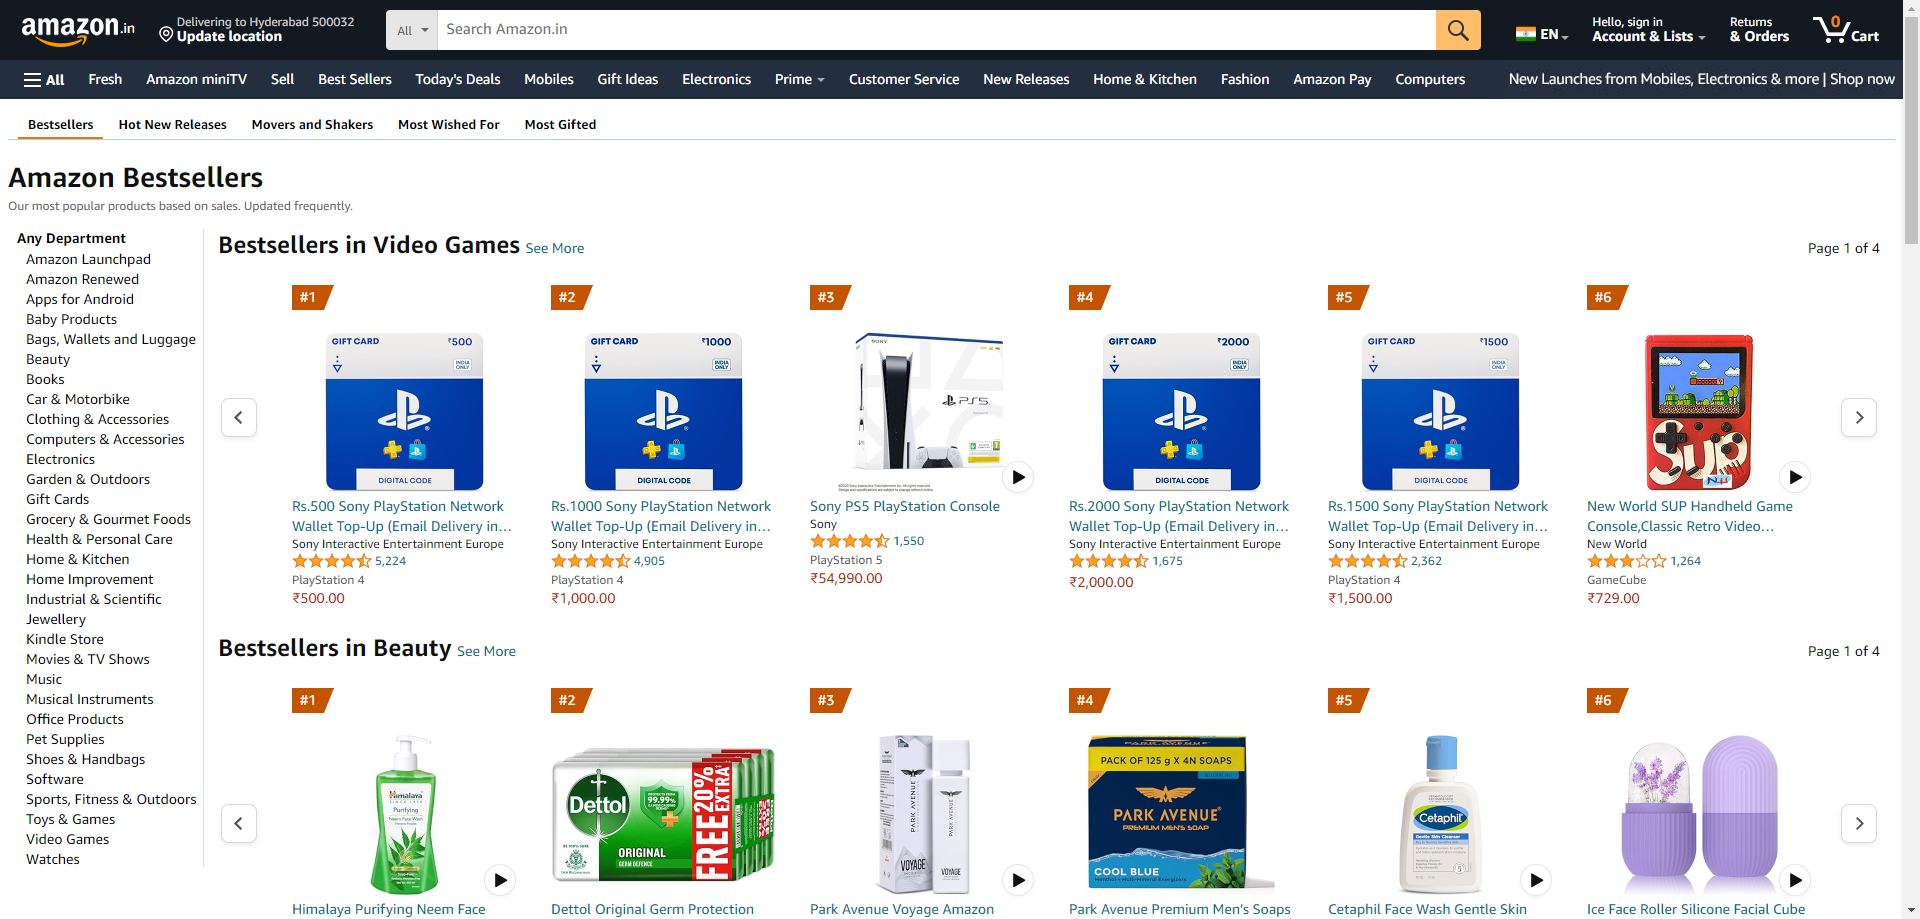 amazon.in
Delivering to Hyderabad 500032
Update location
All
Search Amazon.in
EN
Hello, sign in
Account & Lists
Returns
& Orders
0
Cart
All
Fresh
Amazon miniTV
Sell
Best Sellers
Today's Deals
Mobiles
Gift Ideas
Electronics
Prime
Customer Service
New Releases
Home & Kitchen
Fashion
Amazon Pay
Computers
New Launches from Mobiles, Electronics & more | Shop now
Bestsellers
Hot New Releases
Movers and Shakers
Most Wished For
Most Gifted
Amazon Bestsellers
Our most popular products based on sales. Updated frequently.
Any Department
Amazon Launchpad
Amazon Renewed
Apps for Android
Baby Products
Bags, Wallets and Luggage
Beauty
Books
Car & Motorbike
Clothing & Accessories
Computers & Accessories
Electronics
Garden & Outdoors
Gift Cards
Grocery & Gourmet Foods
Health & Personal Care
Home & Kitchen
Home Improvement
Industrial & Scientific
Jewellery
Kindle Store
Movies & TV Shows
Music
Musical Instruments
Office Products
Pet Supplies
Shoes & Handbags
Software
Sports, Fitness & Outdoors
Toys & Games
Video Games
Watches
Bestsellers in Video Games See More
Page 1 of 4
#1
GIFT CARD ₹500
INDIA ONLY
DIGITAL CODE
Rs.500 Sony PlayStation Network
Wallet Top-Up (Email Delivery in...
Sony Interactive Entertainment Europe
5,224
PlayStation 4
₹500.00
#2
GIFT CARD ₹1000
INDIA ONLY
DIGITAL CODE
Rs.1000 Sony PlayStation Network
Wallet Top-Up (Email Delivery in...
Sony Interactive Entertainment Europe
4,905
PlayStation 4
₹1,000.00
#3
SONY
PS5
Sony PS5 PlayStation Console
Sony
1,550
PlayStation 5
₹54,990.00
#4
GIFT CARD ₹2000
INDIA ONLY
DIGITAL CODE
Rs.2000 Sony PlayStation Network
Wallet Top-Up (Email Delivery in...
Sony Interactive Entertainment Europe
1,675
₹2,000.00
#5
GIFT CARD ₹1500
INDIA ONLY
DIGITAL CODE
Rs.1500 Sony PlayStation Network
Wallet Top-Up (Email Delivery in...
Sony Interactive Entertainment Europe
2,362
PlayStation 4
₹1,500.00
#6
SUP
New World SUP Handheld Game
Console,Classic Retro Video...
New World
1,264
GameCube
₹729.00
Bestsellers in Beauty See More
Page 1 of 4
#1
Himalaya
SINCE 1930
Purifying
Neem Face Wash
Himalaya Purifying Neem Face
#2
Dettol
PROTECTS FROM
99.99%
ORIGINAL
GERM DEFENCE
FREE 20%
EXTRA
Dettol Original Germ Protection
#3
PARK AVENUE
VOYAGE
PARK AVENUE
VOYAGE
Park Avenue Voyage Amazon
#4
PARK AVENUE
PACK OF 125 g X 4N SOAPS
PARK AVENUE
PREMIUM MEN'S SOAP
COOL BLUE
Menthol + Multi-Mineral Energizers
Park Avenue Premium Men's Soaps
#5
Cetaphil
Gentle Skin Cleanser
Cetaphil Face Wash Gentle Skin
#6
Ice Face Roller Silicone Facial Cube